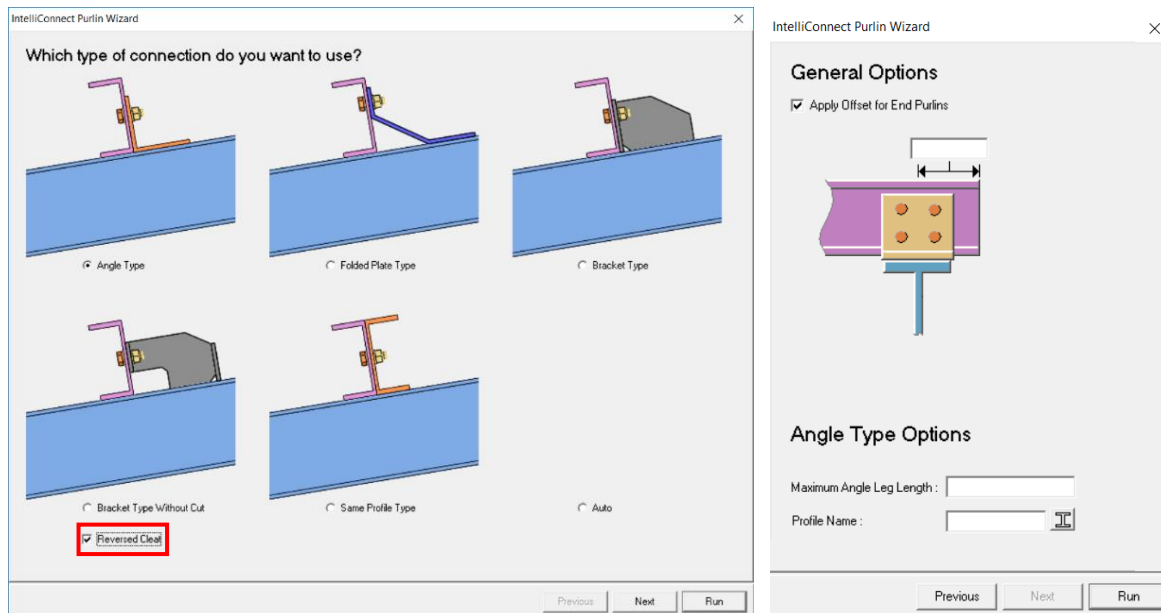 IntelliConnect Purlin Wizard
Which type of connection do you want to use?
Angle Type
Folded Plate Type
Bracket Type
Bracket Type Without Cut
Same Profile Type
Auto
Reversed Cleat
Previous
Next
Run
IntelliConnect Purlin Wizard
General Options
Apply Offset for End Purlins
Angle Type Options
Maximum Angle Leg Length :
Profile Name :
Previous
Next
Run